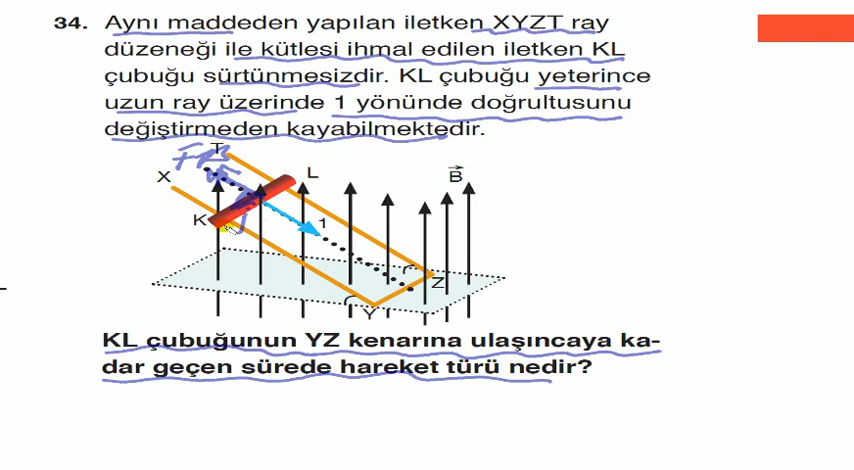 34. Aynı maddeden yapılan iletken XYZT ray
düzeneği ile kütlesi ihmal edilen iletken KL
çubuğu sürtünmesizdir. KL çubuğu yeterince
uzun ray üzerinde 1 yönünde doğrultusunu
değiştirmeden kayabilmektedir.
T
X
L
B
K
1
Z
Y
KL çubuğunun YZ kenarına ulaşıncaya ka-
dar geçen sürede hareket türü nedir?